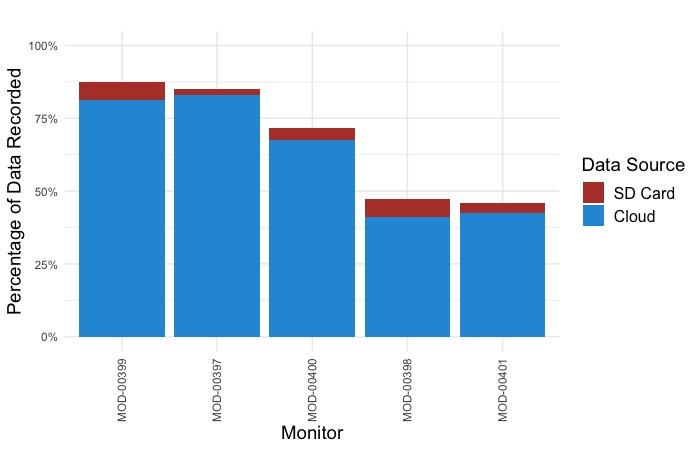 100%
75%
50%
25%
0%
Percentage of Data Recorded
MOD-00399
MOD-00397
MOD-00400
MOD-00398
MOD-00401
Monitor
Data Source
SD Card
Cloud